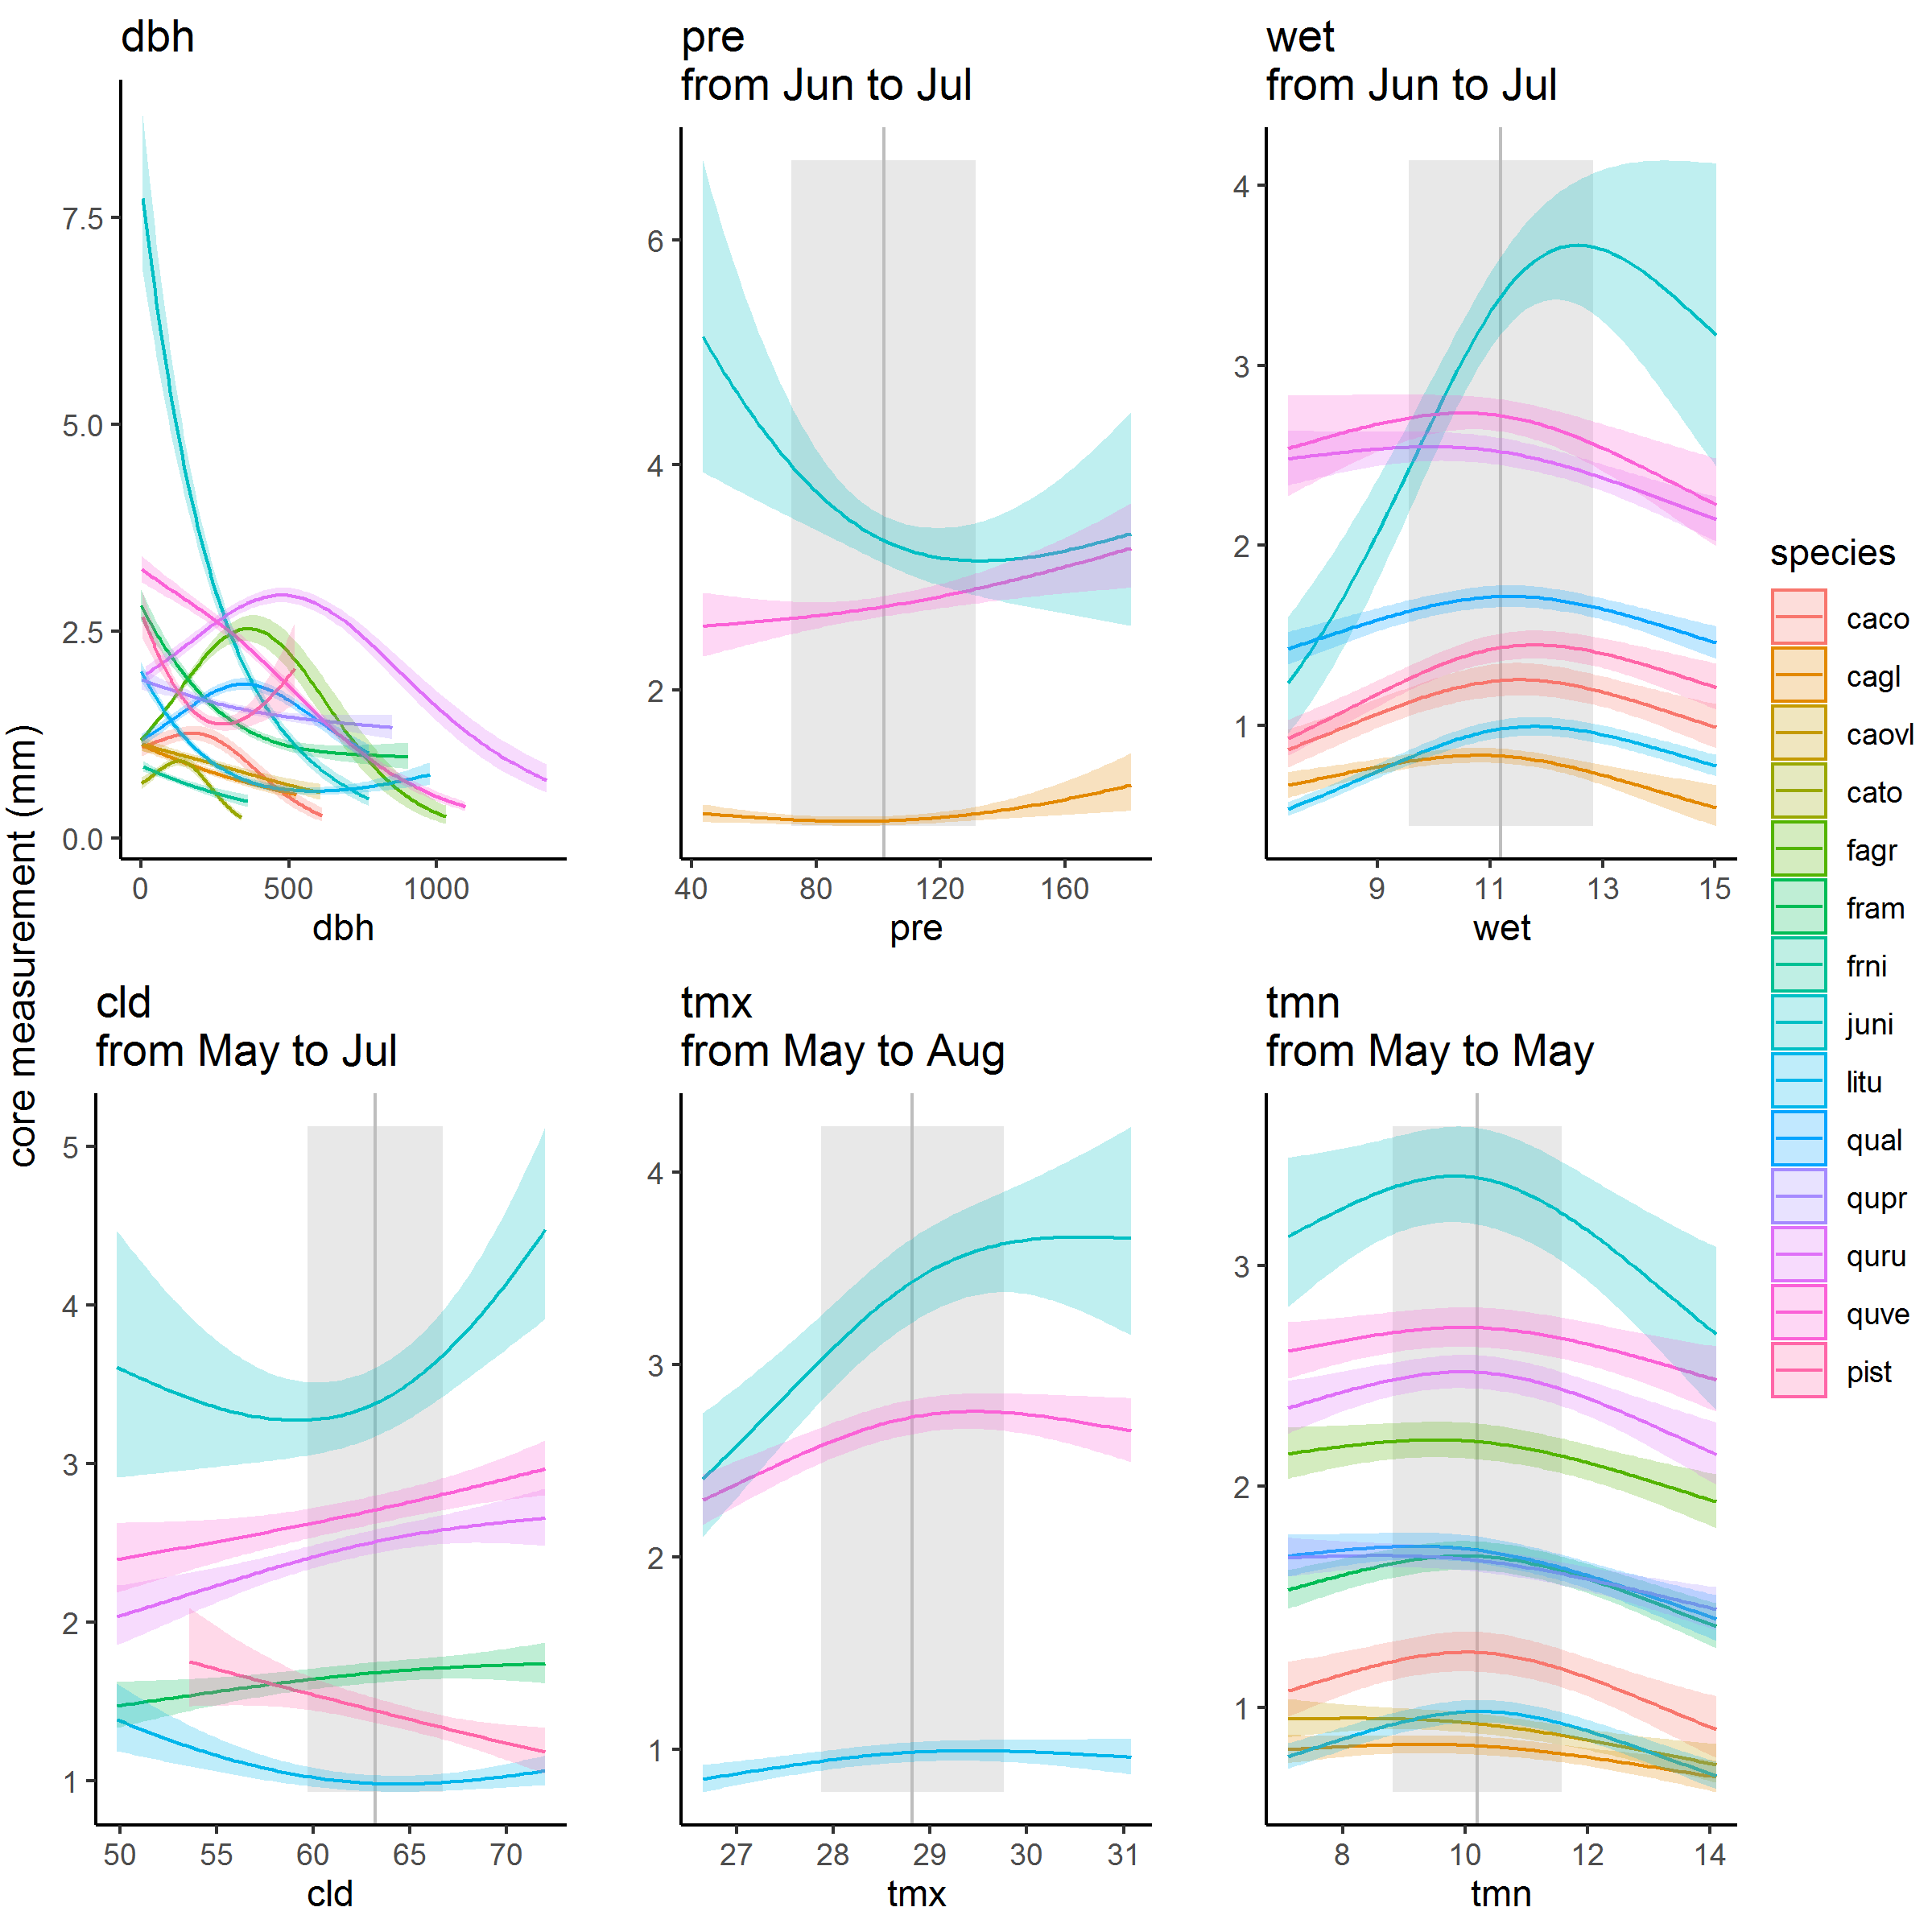 dbh
pre
from Jun to Jul
wet
from Jun to Jul
7.5
5.0
2.5
0.0
0
500
1000
dbh
6
4
2
40
80
120
160
pre
4
3
2
1
9
11
13
15
wet
core measurement (mm)
cld
from May to Jul
tmx
from May to Aug
tmn
from May to May
5
4
3
2
1
50
55
60
65
70
cld
4
3
2
1
27
28
29
30
31
tmx
3
2
1
8
10
12
14
tmn
species
caco
cagl
caovl
cato
fagr
fram
frni
juni
litu
qual
qupr
quru
quve
pist